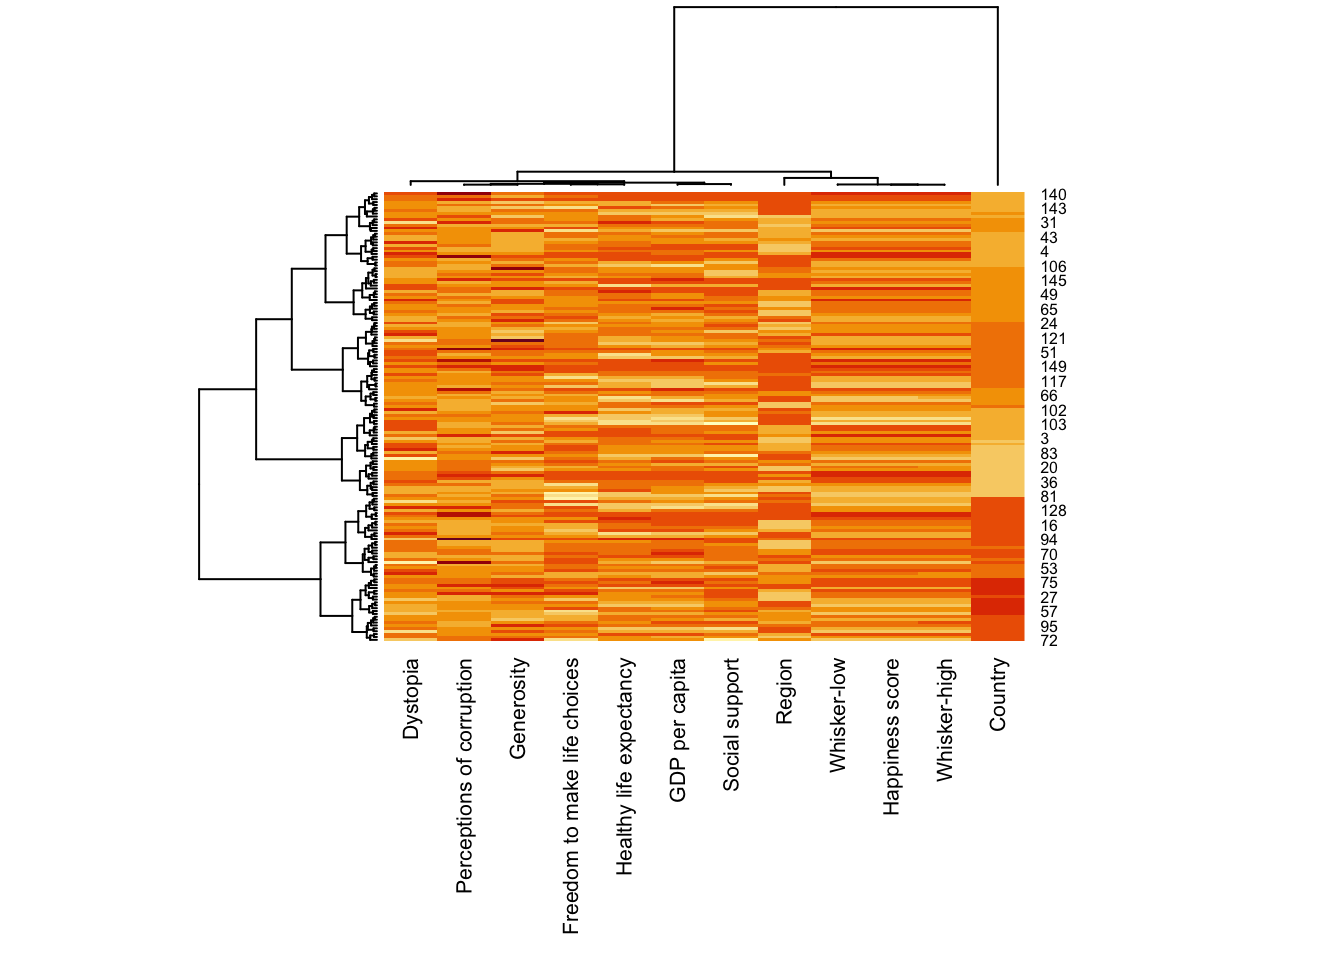 140
143
31
43
4
106
145
49
65
24
121
51
149
117
66
102
103
3
83
20
36
81
128
16
94
70
53
75
27
57
95
72
Dystopia
Perceptions of corruption
Generosity
Freedom to make life choices
Healthy life expectancy
GDP per capita
Social support
Region
Whisker-low
Happiness score
Whisker-high
Country